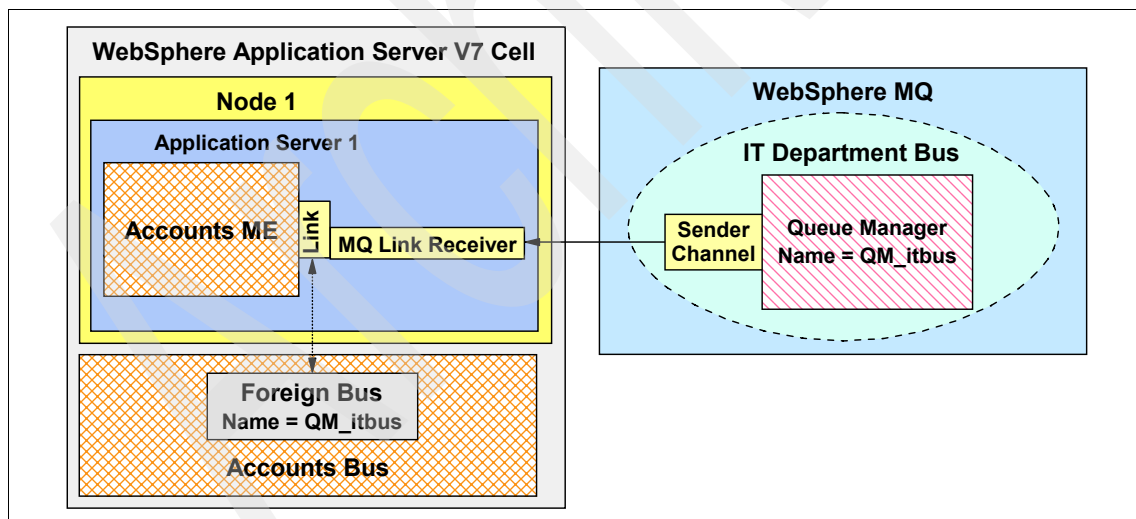 WebSphere Application Server V7 Cell
Node 1
Application Server 1
Accounts ME
Link
MQ Link Receiver
Foreign Bus
Name = QM_itbus
Accounts Bus
WebSphere MQ
IT Department Bus
Sender
Channel
Queue Manager
Name = QM_itbus